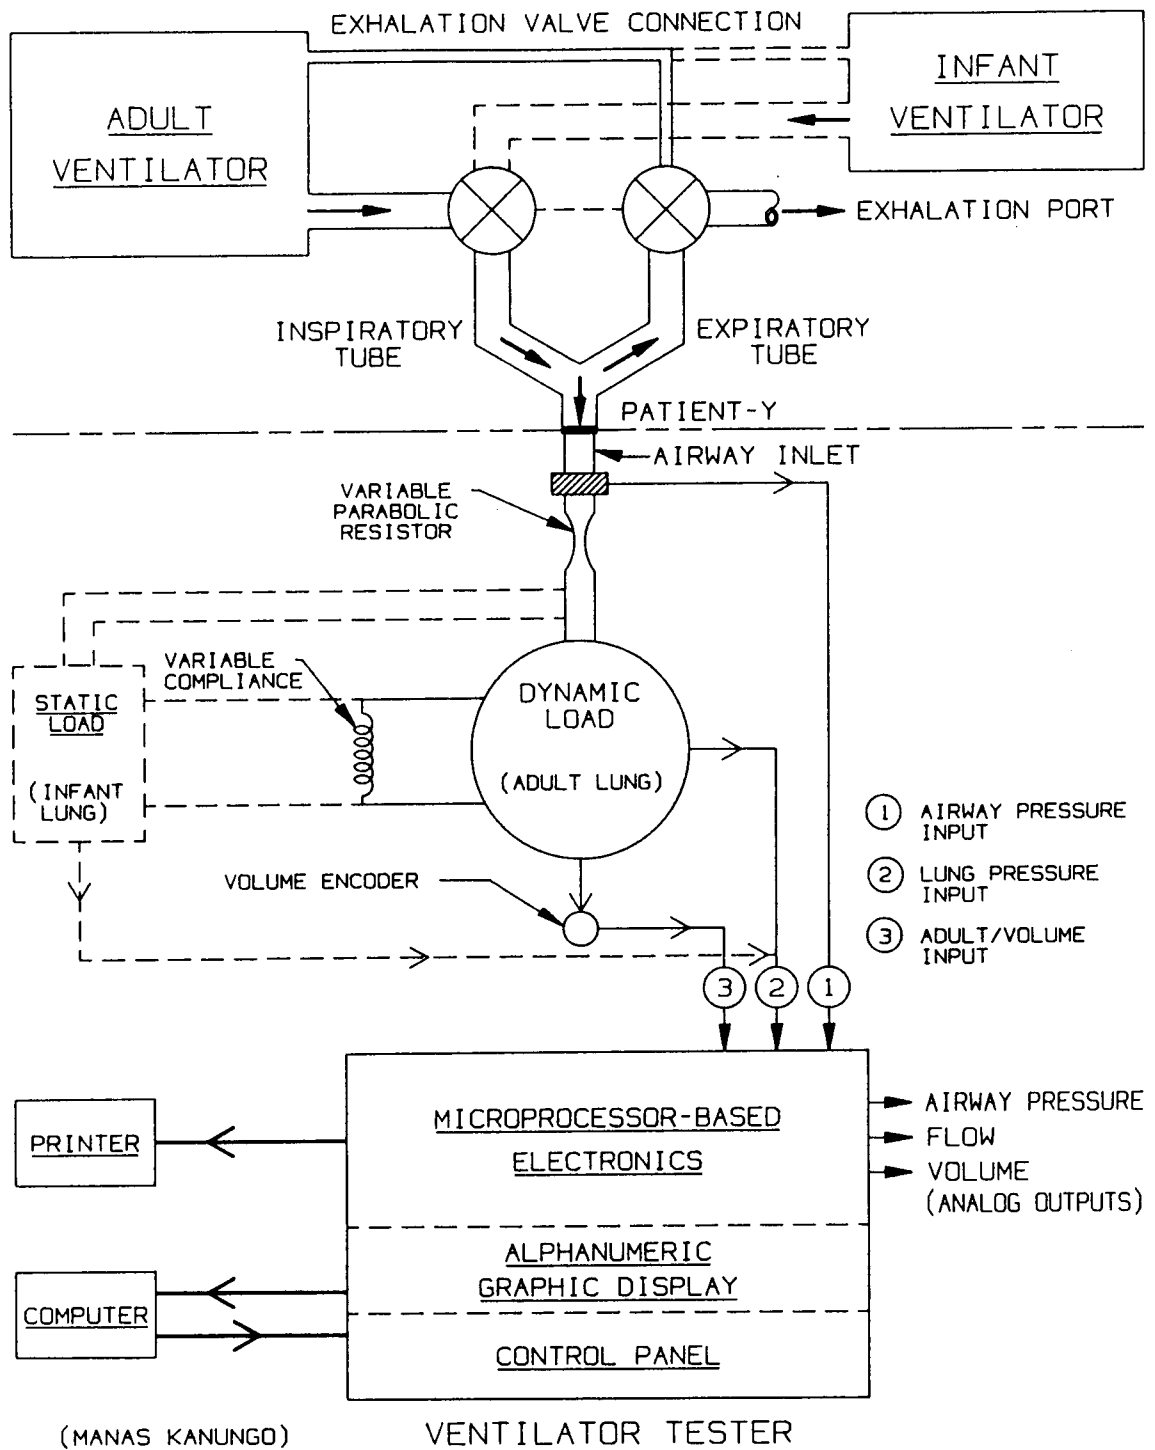 EXHALATION VALVE CONNECTION
ADULT
VENTILATOR
INFANT
VENTILATOR
EXHALATION PORT
INSPIRATORY
TUBE
EXPIRATORY
TUBE
PATIENT-Y
AIRWAY INLET
VARIABLE
PARABOLIC
RESISTOR
VARIABLE
COMPLIANCE
STATIC
LOAD
(INFANT
LUNG)
DYNAMIC
LOAD
(ADULT LUNG)
VOLUME ENCODER
1 AIRWAY PRESSURE
INPUT
2 LUNG PRESSURE
INPUT
3 ADULT/VOLUME
INPUT
3 2 1
MICROPROCESSOR-BASED
ELECTRONICS
ALPHANUMERIC
GRAPHIC DISPLAY
CONTROL PANEL
PRINTER
COMPUTER
AIRWAY PRESSURE
FLOW
VOLUME
(ANALOG OUTPUTS)
(MANAS KANUNGO)
VENTILATOR TESTER